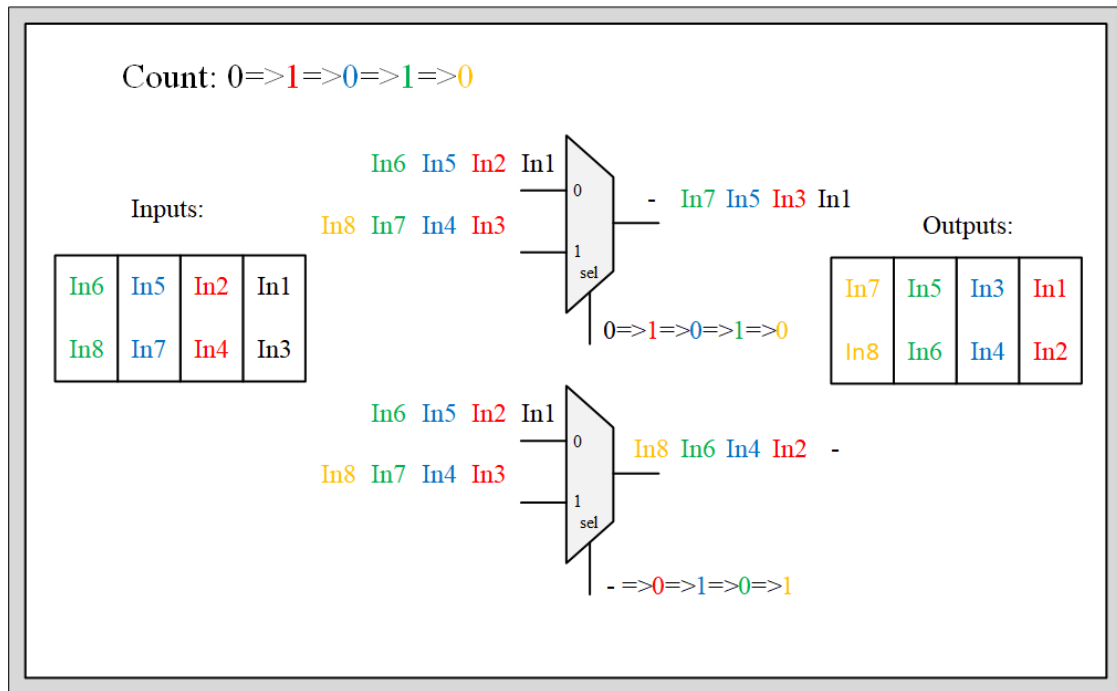 Count: 0=>1=>0=>1=>0
In6 In5 In2 In1
0
In8 In7 In4 In3
1
sel
- In7 In5 In3 In1
0=>1=>0=>1=>0
Inputs:
In6 In5 In2 In1
In8 In7 In4 In3
Outputs:
In7 In5 In3 In1
In8 In6 In4 In2
In6 In5 In2 In1
0
In8 In7 In4 In3
1
sel
In8 In6 In4 In2 -
- =>0=>1=>0=>1